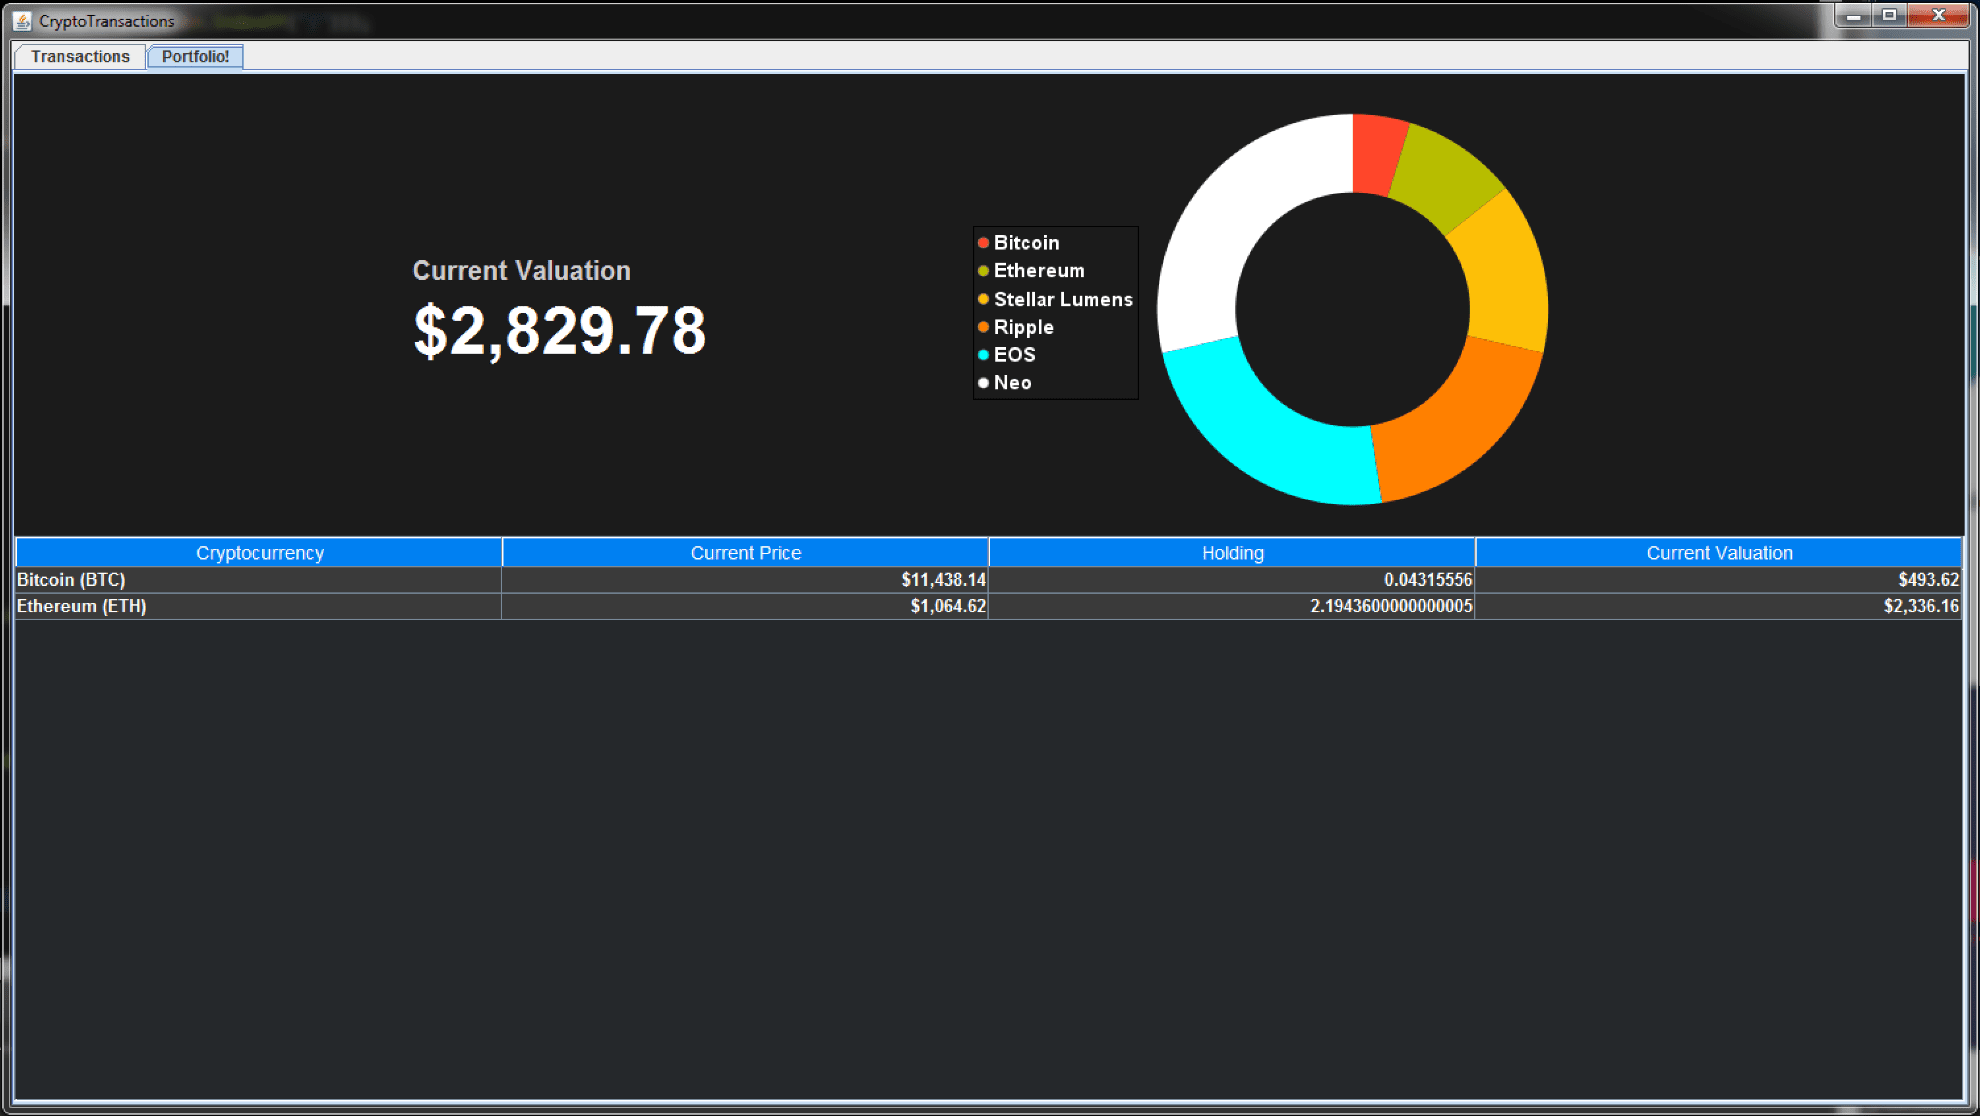 CryptoTransactions
Transactions Portfolio!
Current Valuation
$2,829.78
Bitcoin
Ethereum
Stellar Lumens
Ripple
EOS
Neo
Cryptocurrency Current Price Holding Current Valuation
Bitcoin (BTC) $11,438.14 0.04315556 $493.62
Ethereum (ETH) $1,064.62 2.1943600000000005 $2,336.16